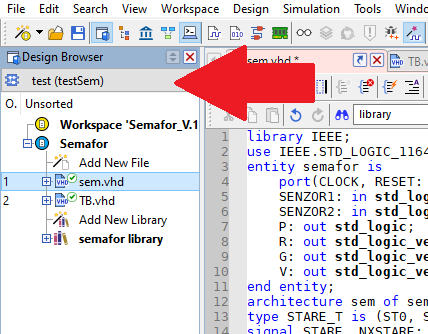 File Edit Search View Workspace Design Simulation Tools Window
Design Browser
test (testSem)
O. Unsorted
Workspace 'Semafor_V.1
Semafor
Add New File
1 sem.vhd
2 TB.vhd
Add New Library
semafor library
sem.vhd *
TB.v
library
1 library IEEE;
2 use IEEE.STD_LOGIC_1164
3 entity semafor is
4 port(CLOCK, RESET:
5 SENZOR1: in std_log
6 SENZOR2: in std_log
7 P: out std_logic;
8 R: out std_logic_ve
9 G: out std_logic_ve
10 V: out std_logic_ve
11 end entity;
12 architecture sem of sem
13 type STARE_T is (ST0, S
14 signal STARE, NXSTARE: